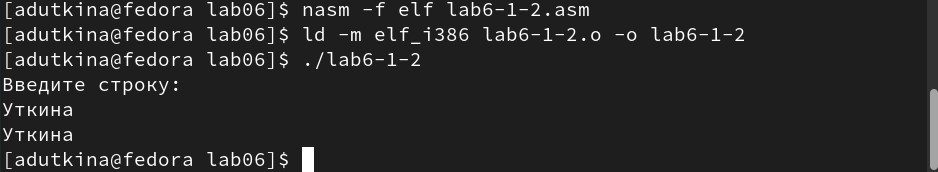 [adutkina@fedora lab06]$ nasm -f elf lab6-1-2.asm
[adutkina@fedora lab06]$ ld -m elf_i386 lab6-1-2.o -o lab6-1-2
[adutkina@fedora lab06]$ ./lab6-1-2
Введите строку:
Уткина
Уткина
[adutkina@fedora lab06]$